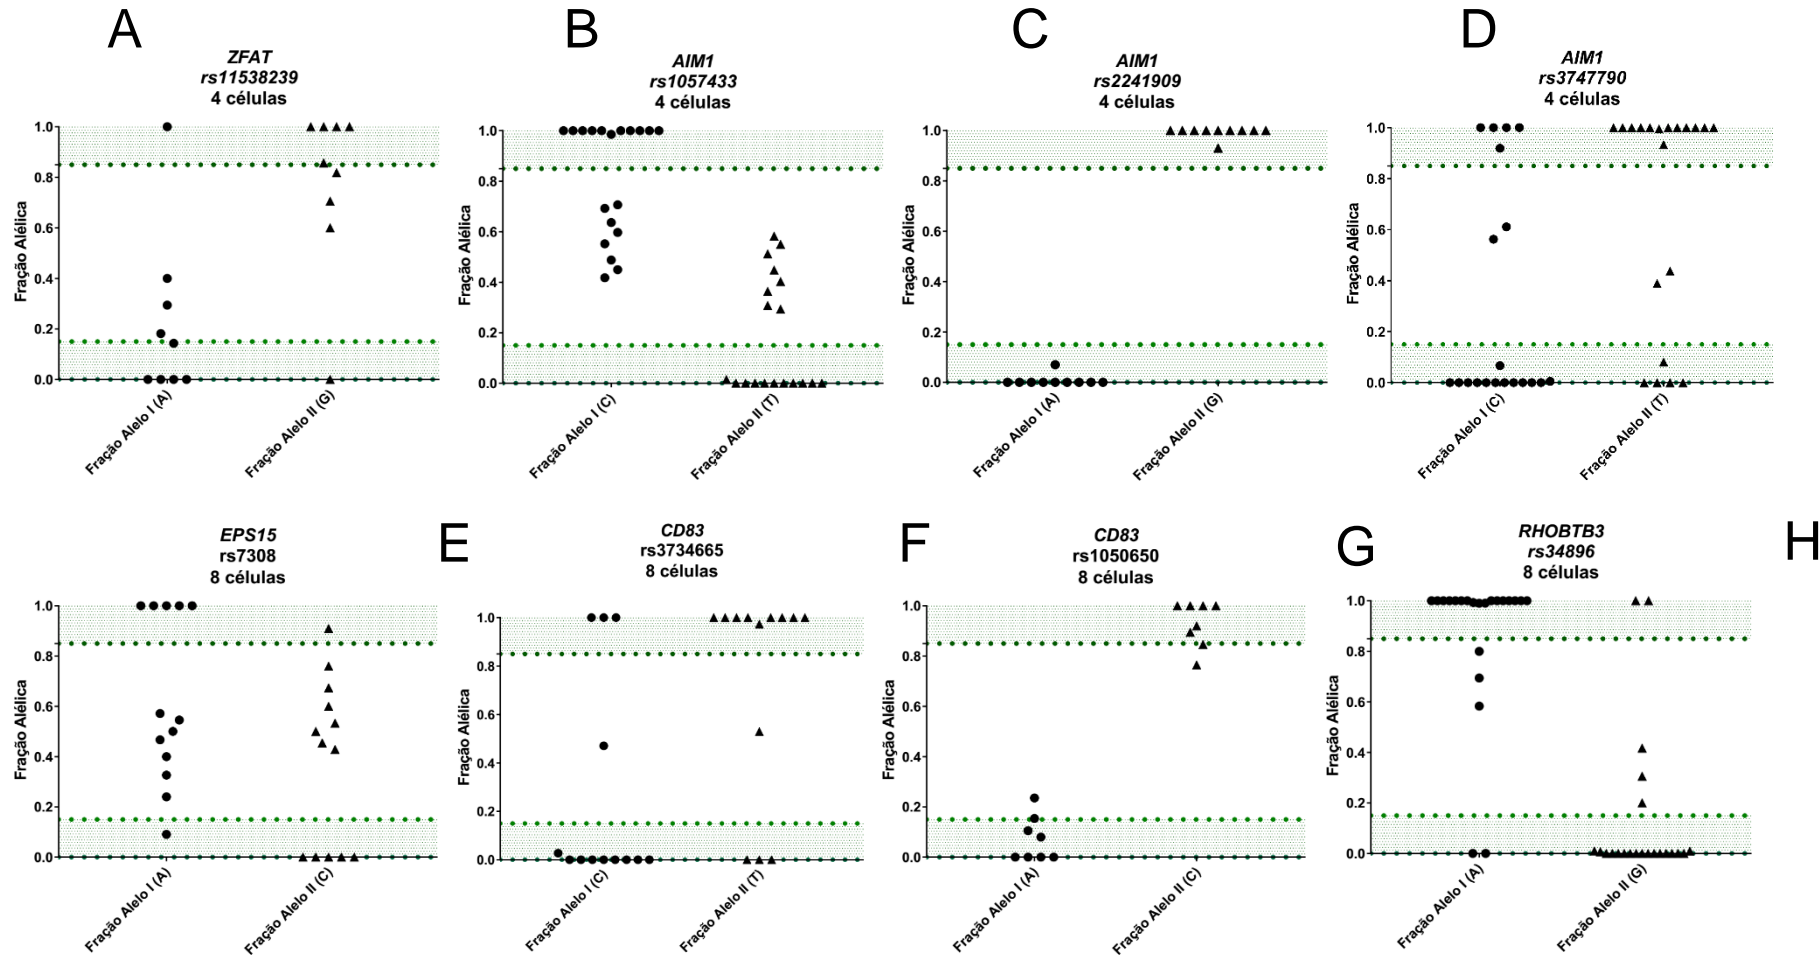 A
ZFAT
rs11538239
4 células
Fração Alélica
1.0
0.8
0.6
0.4
0.2
0.0
Fração Alelo I (A)
Fração Alelo II (G)
B
AIM1
rs1057433
4 células
Fração Alélica
1.0
0.8
0.6
0.4
0.2
0.0
Fração Alelo I (C)
Fração Alelo II (T)
C
AIM1
rs2241909
4 células
Fração Alélica
1.0
0.8
0.6
0.4
0.2
0.0
Fração Alelo I (A)
Fração Alelo II (G)
D
AIM1
rs3747790
4 células
Fração Alélica
1.0
0.8
0.6
0.4
0.2
0.0
Fração Alelo I (C)
Fração Alelo II (T)
EPS15
rs7308
8 células
Fração Alélica
1.0
0.8
0.6
0.4
0.2
0.0
Fração Alelo I (A)
Fração Alelo II (C)
E
CD83
rs3734665
8 células
Fração Alélica
1.0
0.8
0.6
0.4
0.2
0.0
Fração Alelo I (C)
Fração Alelo II (T)
F
CD83
rs1050650
8 células
Fração Alélica
1.0
0.8
0.6
0.4
0.2
0.0
Fração Alelo I (A)
Fração Alelo II (C)
G
RHOBTB3
rs34896
8 células
Fração Alélica
1.0
0.8
0.6
0.4
0.2
0.0
Fração Alelo I (A)
Fração Alelo II (G)
H